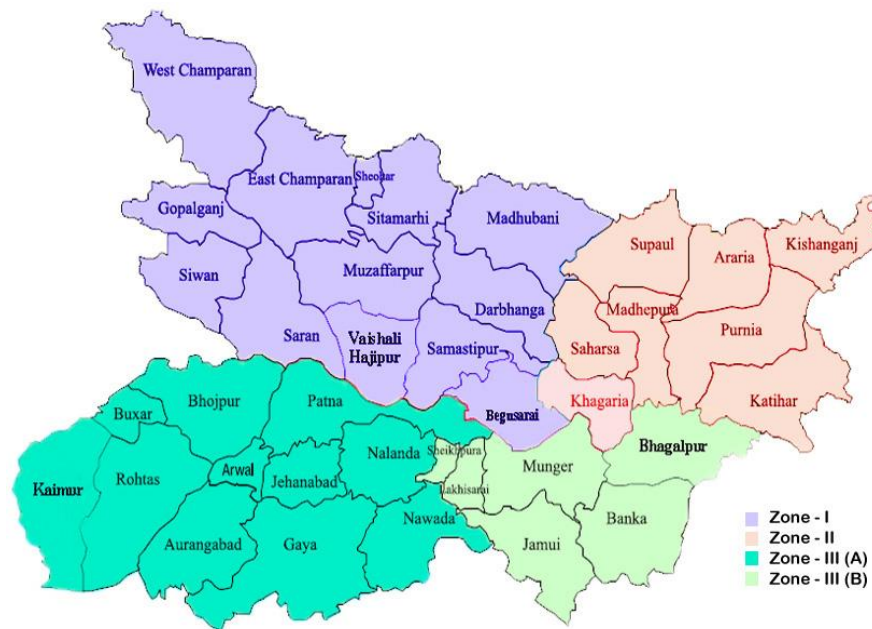 West Champaran
East Champaran
Sheohar
Sitamarhi
Gopalganj
Madhubani
Siwan
Muzaffarpur
Supaul
Araria
Kishanganj
Darbhanga
Madhepura
Saran
Vaishali
Hajipur
Samastipur
Saharsa
Purnia
Begusarai
Khagaria
Katihar
Buxar
Bhojpur
Patna
Kaimur
Rohtas
Arwal
Jehanabad
Nalanda
Sheikhpura
Lakhisarai
Munger
Bhagalpur
Aurangabad
Gaya
Nawada
Jamui
Banka
Zone - I
Zone - II
Zone - III (A)
Zone - III (B)